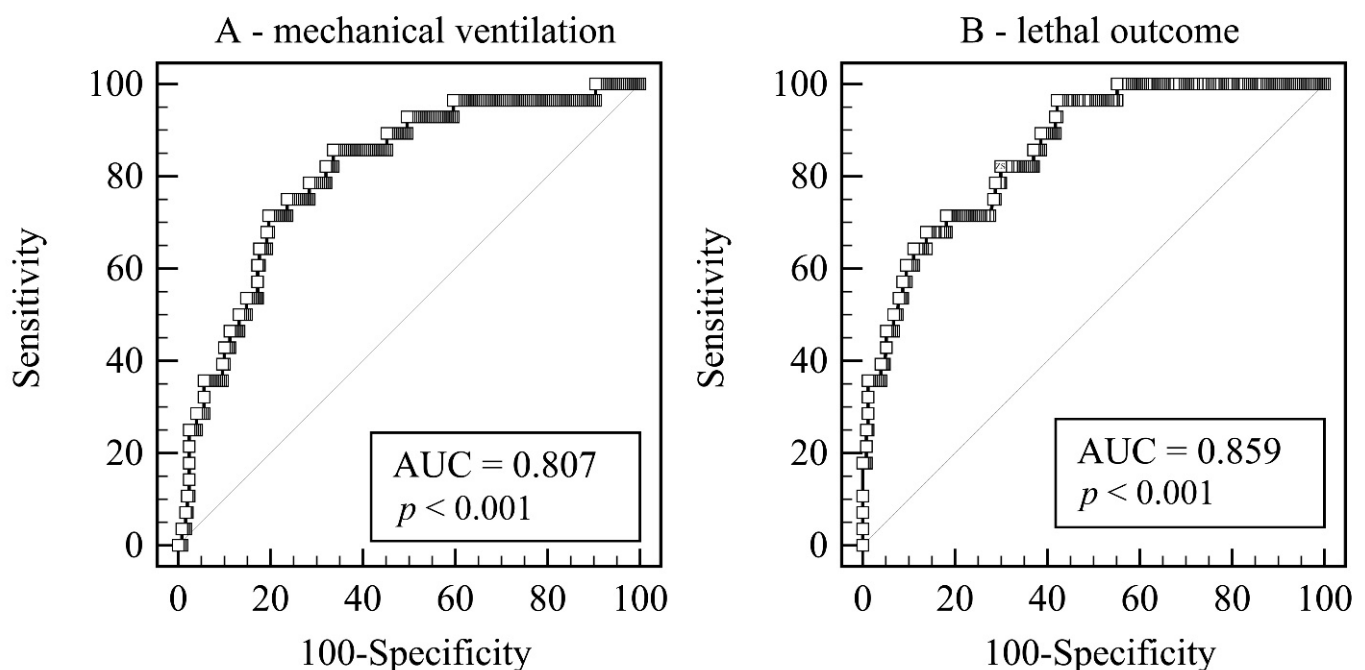 A - mechanical ventilation
Sensitivity
100
80
60
40
20
0
0 20 40 60 80 100
100-Specificity
AUC = 0.807
p < 0.001
B - lethal outcome
Sensitivity
100
80
60
40
20
0
0 20 40 60 80 100
100-Specificity
AUC = 0.859
p < 0.001